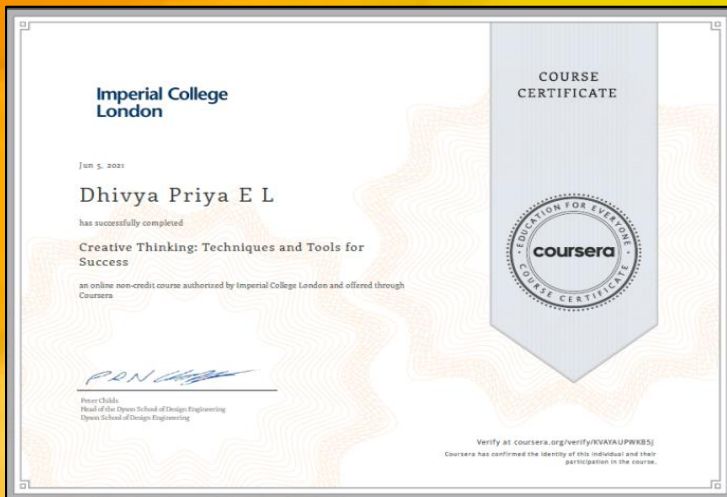 Imperial College
London
Jun 5, 2021
Dhivya Priya E L
has successfully completed
Creative Thinking: Techniques and Tools for
Success
an online non-credit course authorized by Imperial College London and offered through
Coursera
Peter Childs
Head of the Dyson School of Design Engineering
Dyson School of Design Engineering
COURSE
CERTIFICATE
EDUCATION FOR EVERYONE
coursera
COURSE CERTIFICATE
Verify at coursera.org/verify/KVAYAUPWKBSJ
Coursera has confirmed the identity of this individual and their
participation in the course.